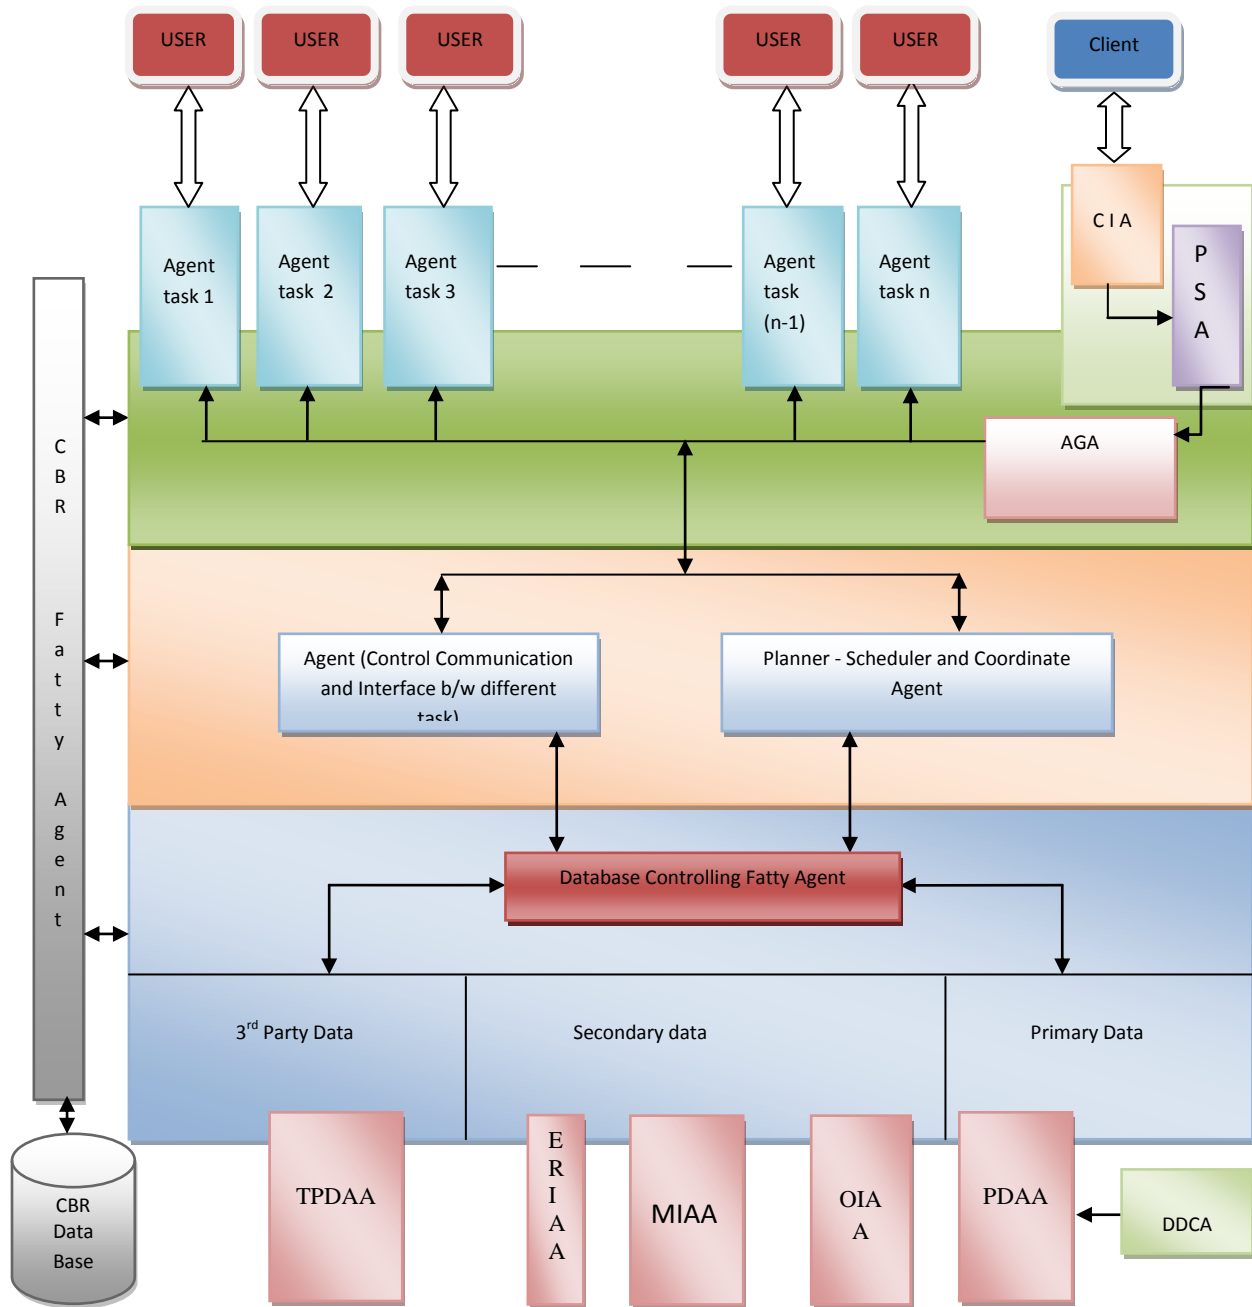 USER
USER
USER
USER
USER
Client
C I A
P
S
A
Agent
task 1
Agent
task 2
Agent
task 3
Agent
task
(n-1)
Agent
task n
AGA
C
B
R
F
a
t
t
y
A
g
e
n
t
Agent (Control Communication
and Interface b/w different
task)
Planner - Scheduler and Coordinate
Agent
Database Controlling Fatty Agent
3rd Party Data
Secondary data
Primary Data
TPDAA
E
R
I
A
A
MIAA
OIA
A
PDAA
DDCA
CBR
Data
Base